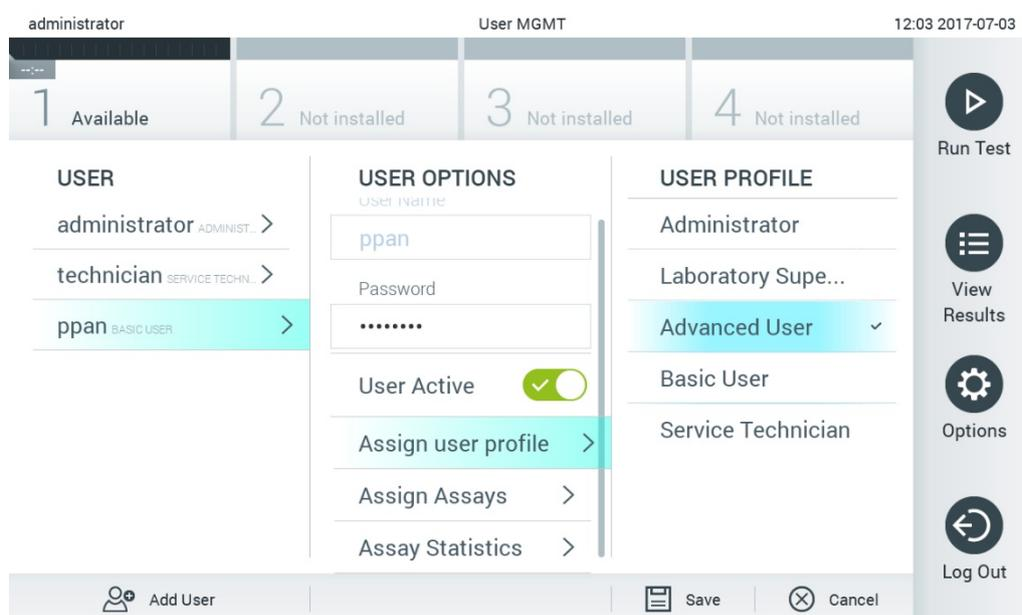 administrator User MGMT 12:03 2017-07-03
--:--
1 Available 2 Not installed 3 Not installed 4 Not installed
Run Test
View
Results
Options
Log Out
USER
administrator ADMINIST...
technician SERVICE TECHN...
ppan BASIC USER
USER OPTIONS
User Name
ppan
Password
••••••••
User Active
Assign user profile
Assign Assays
Assay Statistics
USER PROFILE
Administrator
Laboratory Supe...
Advanced User
Basic User
Service Technician
Add User Save Cancel